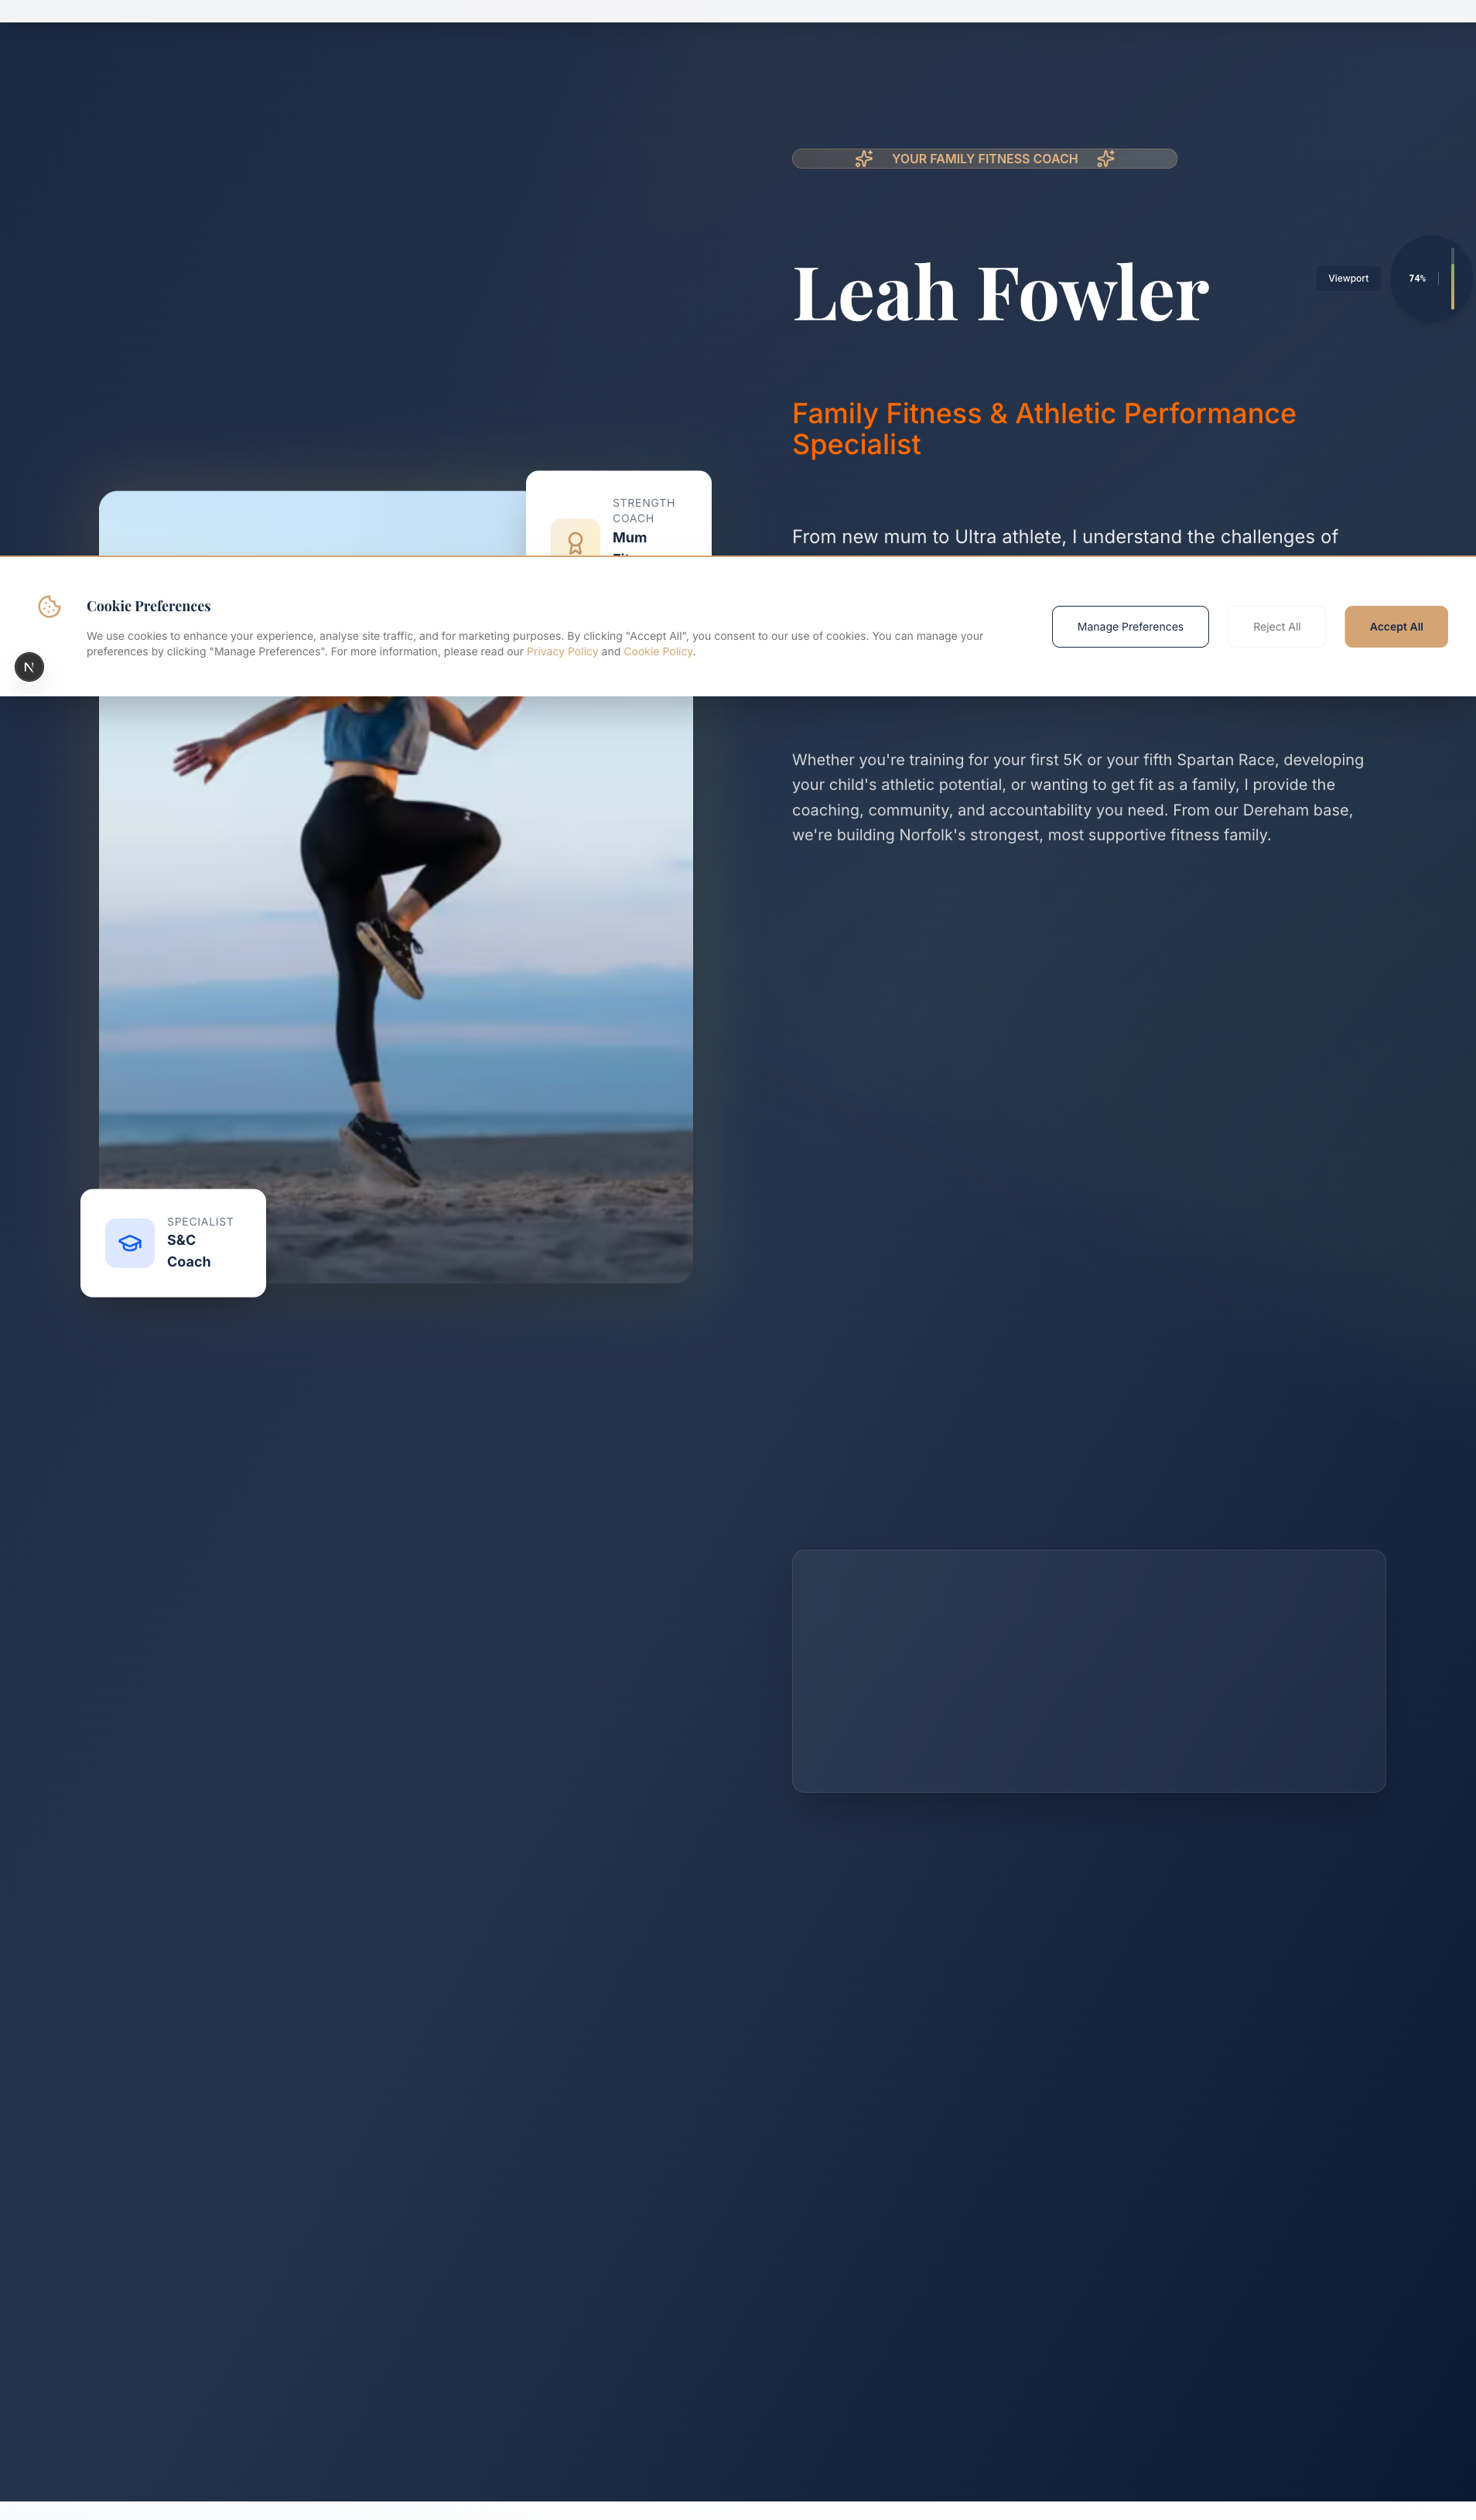 YOUR FAMILY FITNESS COACH
Leah Fowler
Viewport
74%
Family Fitness & Athletic Performance
Specialist
STRENGTH
COACH
Mum
From new mum to Ultra athlete, I understand the challenges of
Cookie Preferences
We use cookies to enhance your experience, analyse site traffic, and for marketing purposes. By clicking "Accept All", you consent to our use of cookies. You can manage your
preferences by clicking "Manage Preferences". For more information, please read our Privacy Policy and Cookie Policy.
Manage Preferences
Reject All
Accept All
N
Whether you're training for your first 5K or your fifth Spartan Race, developing
your child's athletic potential, or wanting to get fit as a family, I provide the
coaching, community, and accountability you need. From our Dereham base,
we're building Norfolk's strongest, most supportive fitness family.
SPECIALIST
S&C
Coach